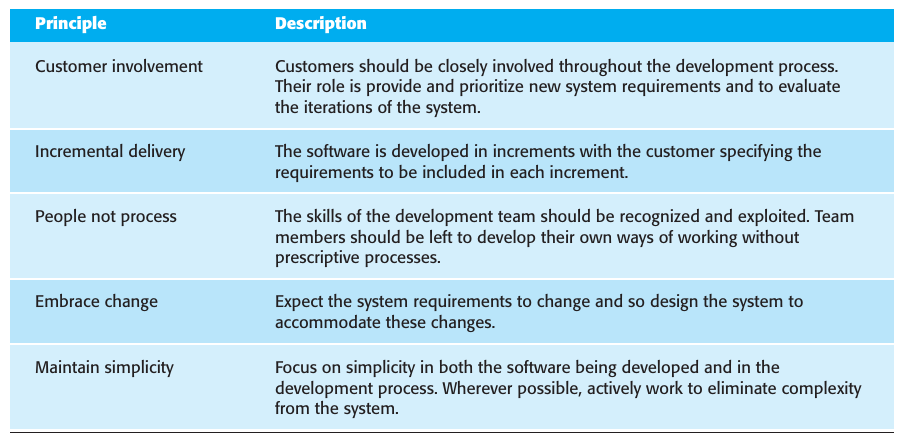 Principle Description
Customer involvement Customers should be closely involved throughout the development process.
Their role is provide and prioritize new system requirements and to evaluate
the iterations of the system.
Incremental delivery The software is developed in increments with the customer specifying the
requirements to be included in each increment.
People not process The skills of the development team should be recognized and exploited. Team
members should be left to develop their own ways of working without
prescriptive processes.
Embrace change Expect the system requirements to change and so design the system to
accommodate these changes.
Maintain simplicity Focus on simplicity in both the software being developed and in the
development process. Wherever possible, actively work to eliminate complexity
from the system.